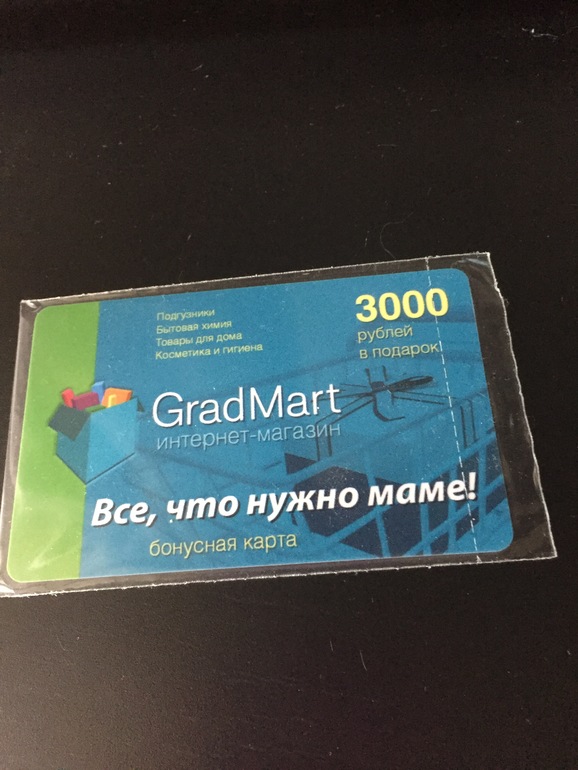 Подгузники
Бытовая химия
Товары для дома
Косметика и гигиена
3000
рублей
в подарок
GradMart
интернет-магазин
Все, что нужно маме!
бонусная карта